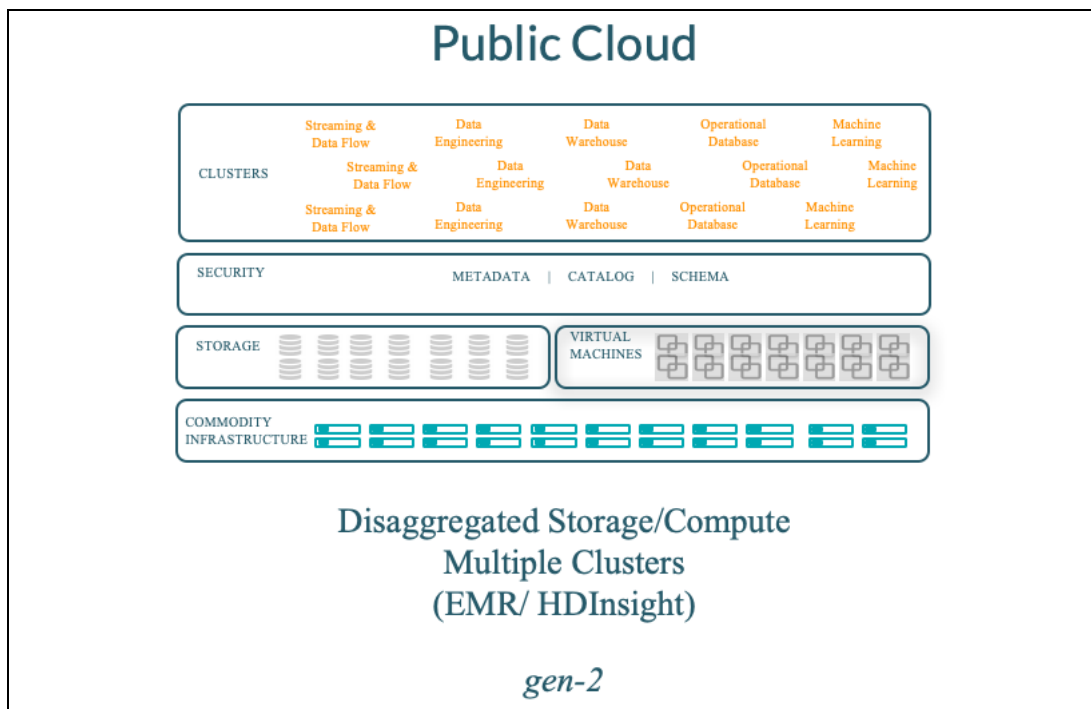 Public Cloud
CLUSTERS
Streaming & Data Engineering Data Warehouse Operational Database Machine Learning
Data Flow
Streaming & Data Engineering Data Warehouse Operational Database Machine Learning
Data Flow
Streaming & Data Engineering Data Warehouse Operational Database Machine Learning
Data Flow
SECURITY
METADATA | CATALOG | SCHEMA
STORAGE
VIRTUAL
MACHINES
COMMODITY
INFRASTRUCTURE
Disaggregated Storage/Compute
Multiple Clusters
(EMR/ HDInsight)
gen-2